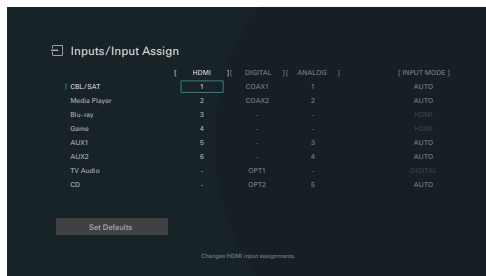 Inputs/Input Assign
[ HDMI ][ DIGITAL ][ ANALOG ] [ INPUT MODE ]
CBL/SAT 1 COAX1 1 AUTO
Media Player 2 COAX2 2 AUTO
Blu-ray 3 - - HDMI
Game 4 - - HDMI
AUX1 5 - 3 AUTO
AUX2 6 - 4 AUTO
TV Audio - OPT1 - DIGITAL
CD - OPT2 5 AUTO
Set Defaults
Changes HDMI input assignments.